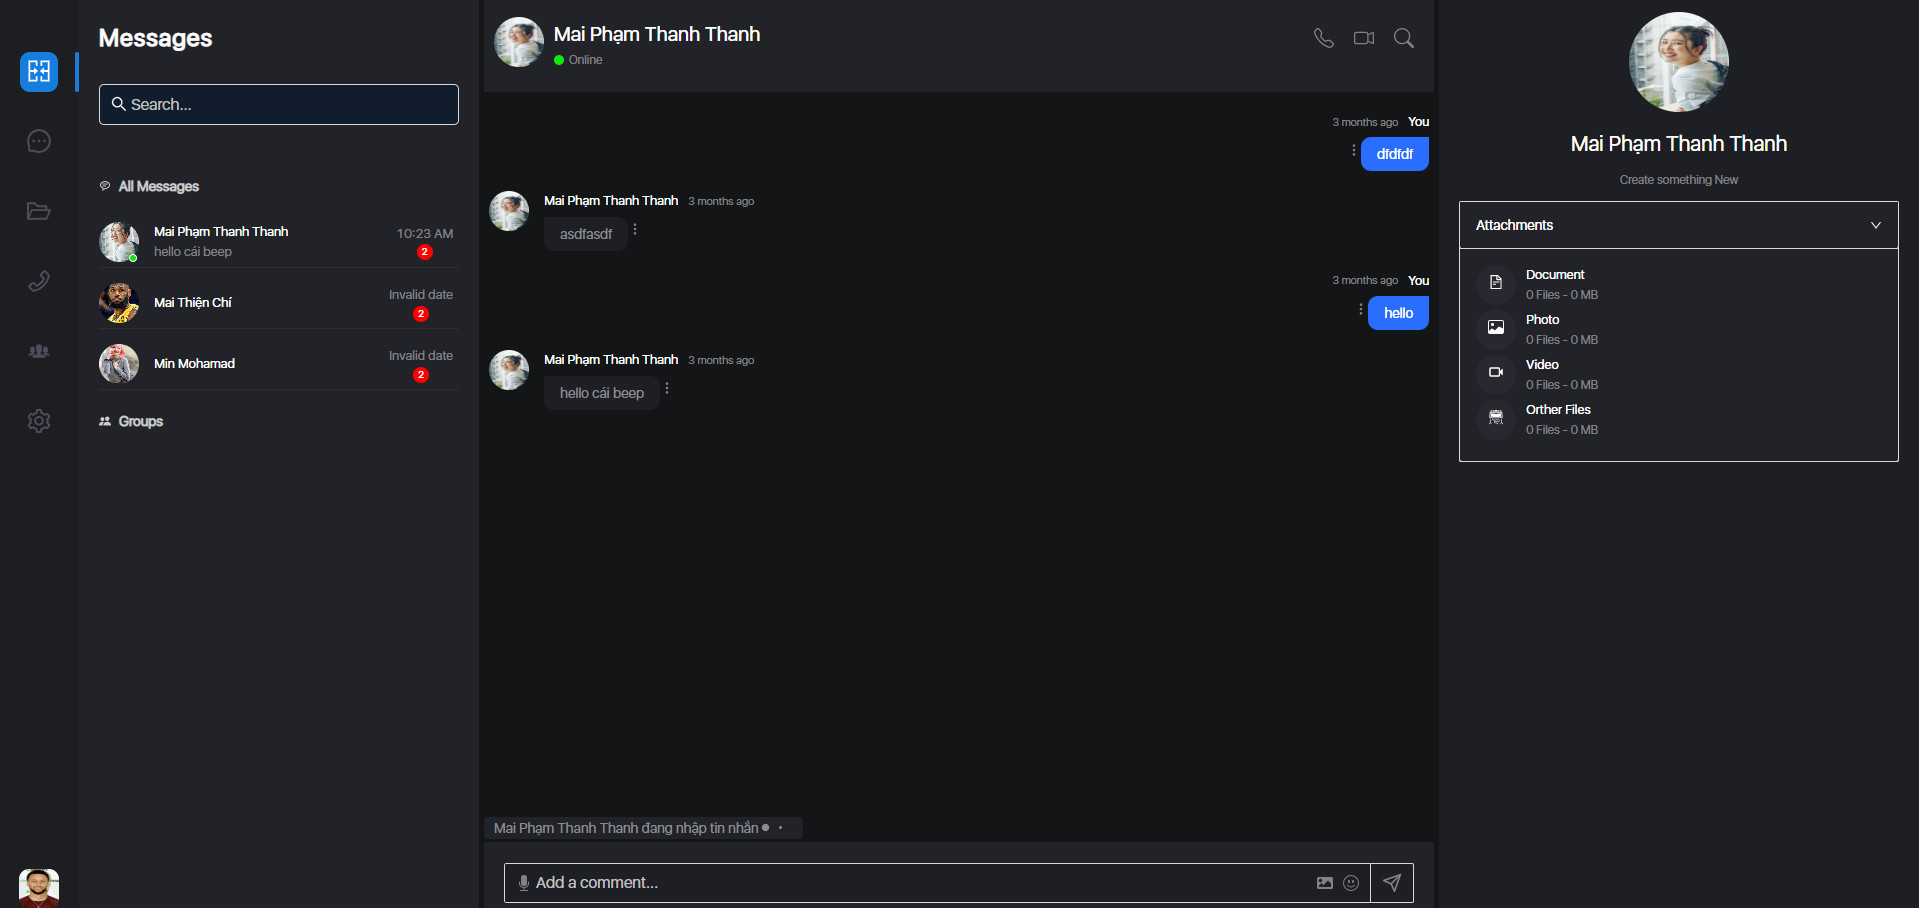 Messages
Search...
All Messages
Mai Phạm Thanh Thanh
10:23 AM
hello cái beep
2
Mai Thiện Chí
Invalid date
2
Min Mohamad
Invalid date
2
Groups
Mai Phạm Thanh Thanh
Online
3 months ago You
dfdfdf
Mai Phạm Thanh Thanh 3 months ago
asdfasdf
3 months ago You
hello
Mai Phạm Thanh Thanh 3 months ago
hello cái beep
Mai Phạm Thanh Thanh đang nhập tin nhắn
Add a comment...
Mai Phạm Thanh Thanh
Create something New
Attachments
Document
0 Files - 0 MB
Photo
0 Files - 0 MB
Video
0 Files - 0 MB
Orther Files
0 Files - 0 MB